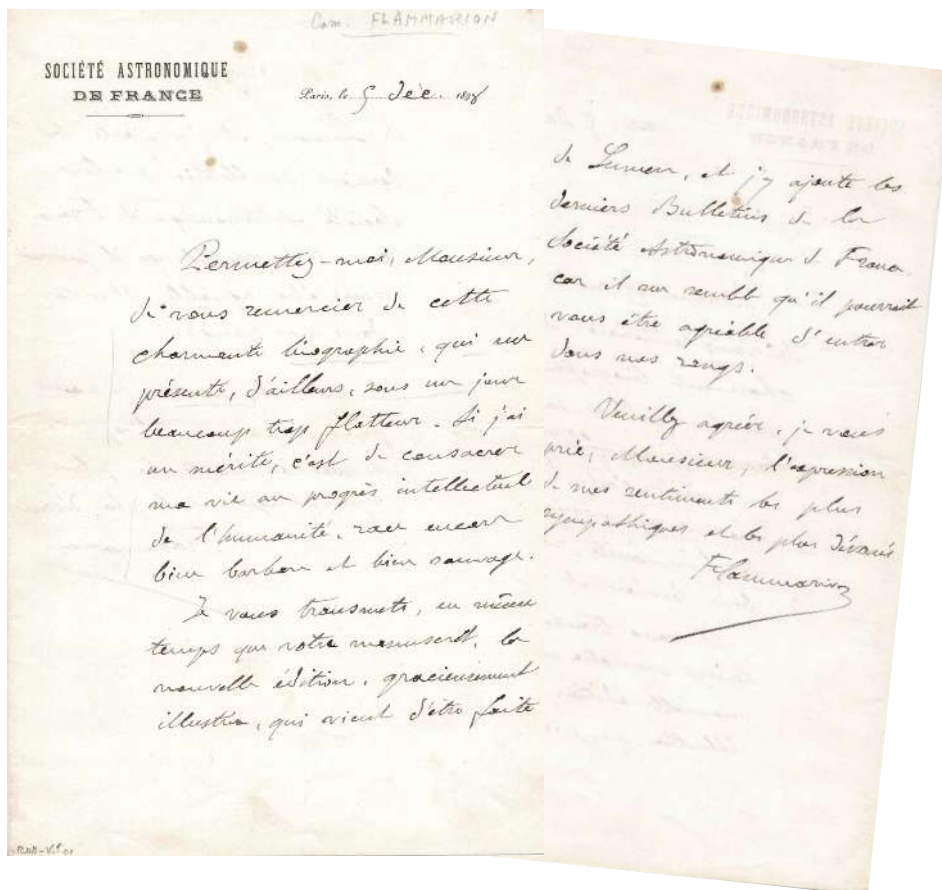 Cam. FLAMMARION
SOCIÉTÉ ASTRONOMIQUE
DE FRANCE
Paris, le 5 Déc. 1898
Permettez-moi, Monsieur,
de vous remercier de cette
charmante biographie, qui me
présente, d'ailleurs, sous un jour
beaucoup trop flatteur. Si j'ai
un mérite, c'est de consacrer
ma vie au progrès intellectuel
de l'humanité, race encore
bien barbare et bien sauvage.
Je vous transmets, en même
temps que votre manuscrit, la
nouvelle édition, gracieusement
illustrée, qui vient d'être faite
de Lumen, et j'y ajoute les
derniers Bulletins de la
Société Astronomique de France
car il me semble qu'il pourrait
vous être agréable d'entrer
dans nos rangs.
Veuillez agréer, je vous
prie, Monsieur, l'expression
de mes sentiments les plus
sympathiques et les plus dévoués
Flammarion